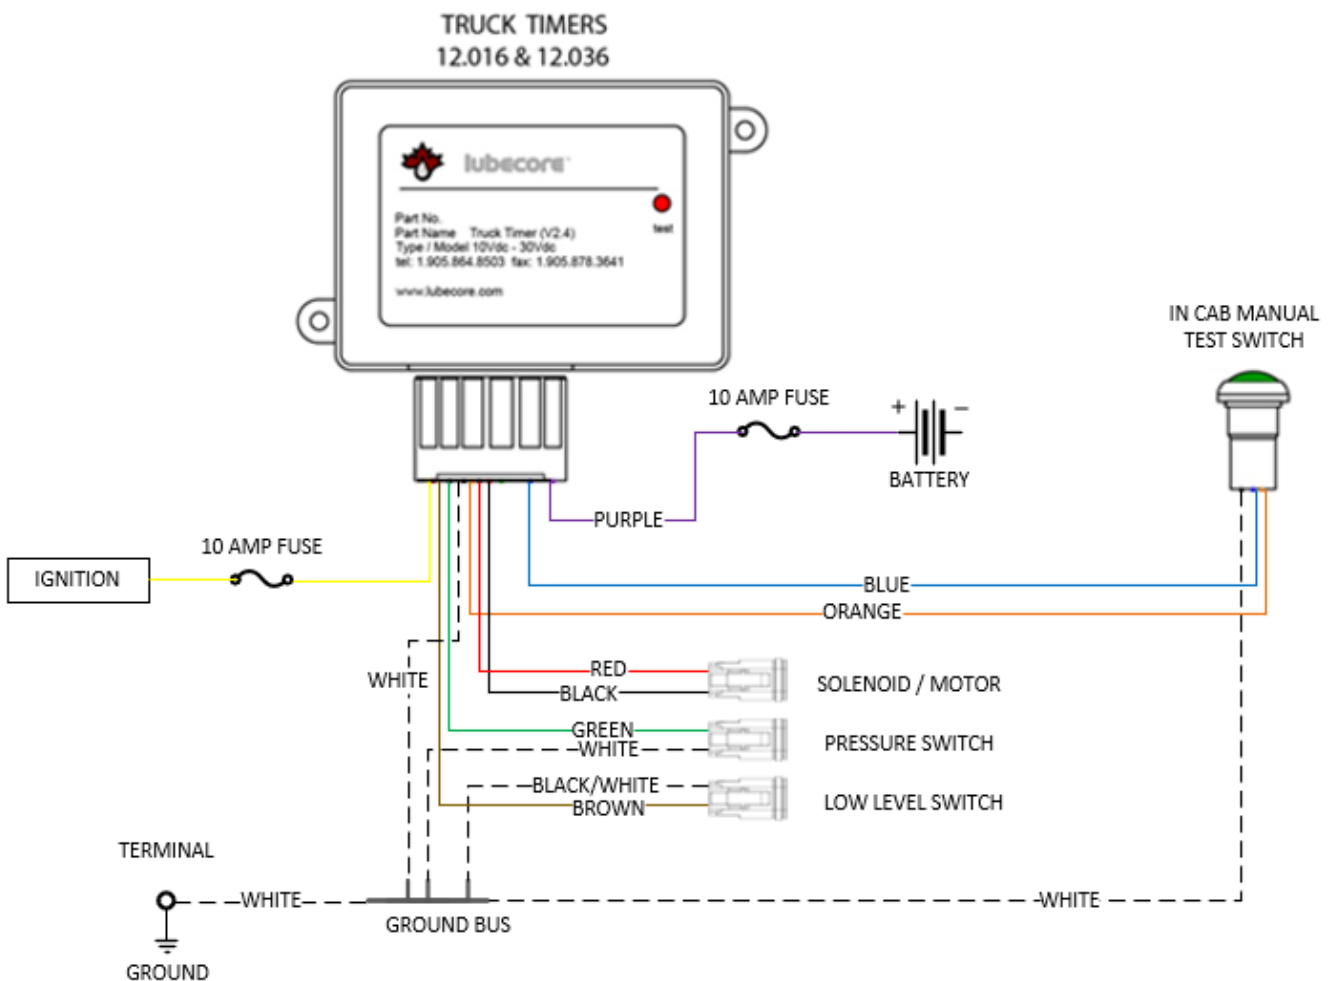 TRUCK TIMERS
12.016 & 12.036
lubecore™
test
Part No.
Part Name Truck Timer (V2.4)
Type / Model 10Vdc - 30Vdc
tel: 1.905.864.8503 fax: 1.905.878.3641
www.lubecore.com
IN CAB MANUAL
TEST SWITCH
10 AMP FUSE
+ −
BATTERY
PURPLE
10 AMP FUSE
IGNITION
BLUE
ORANGE
RED
WHITE
BLACK
SOLENOID / MOTOR
GREEN
WHITE
PRESSURE SWITCH
BLACK/WHITE
BROWN
LOW LEVEL SWITCH
TERMINAL
WHITE
WHITE
GROUND BUS
GROUND